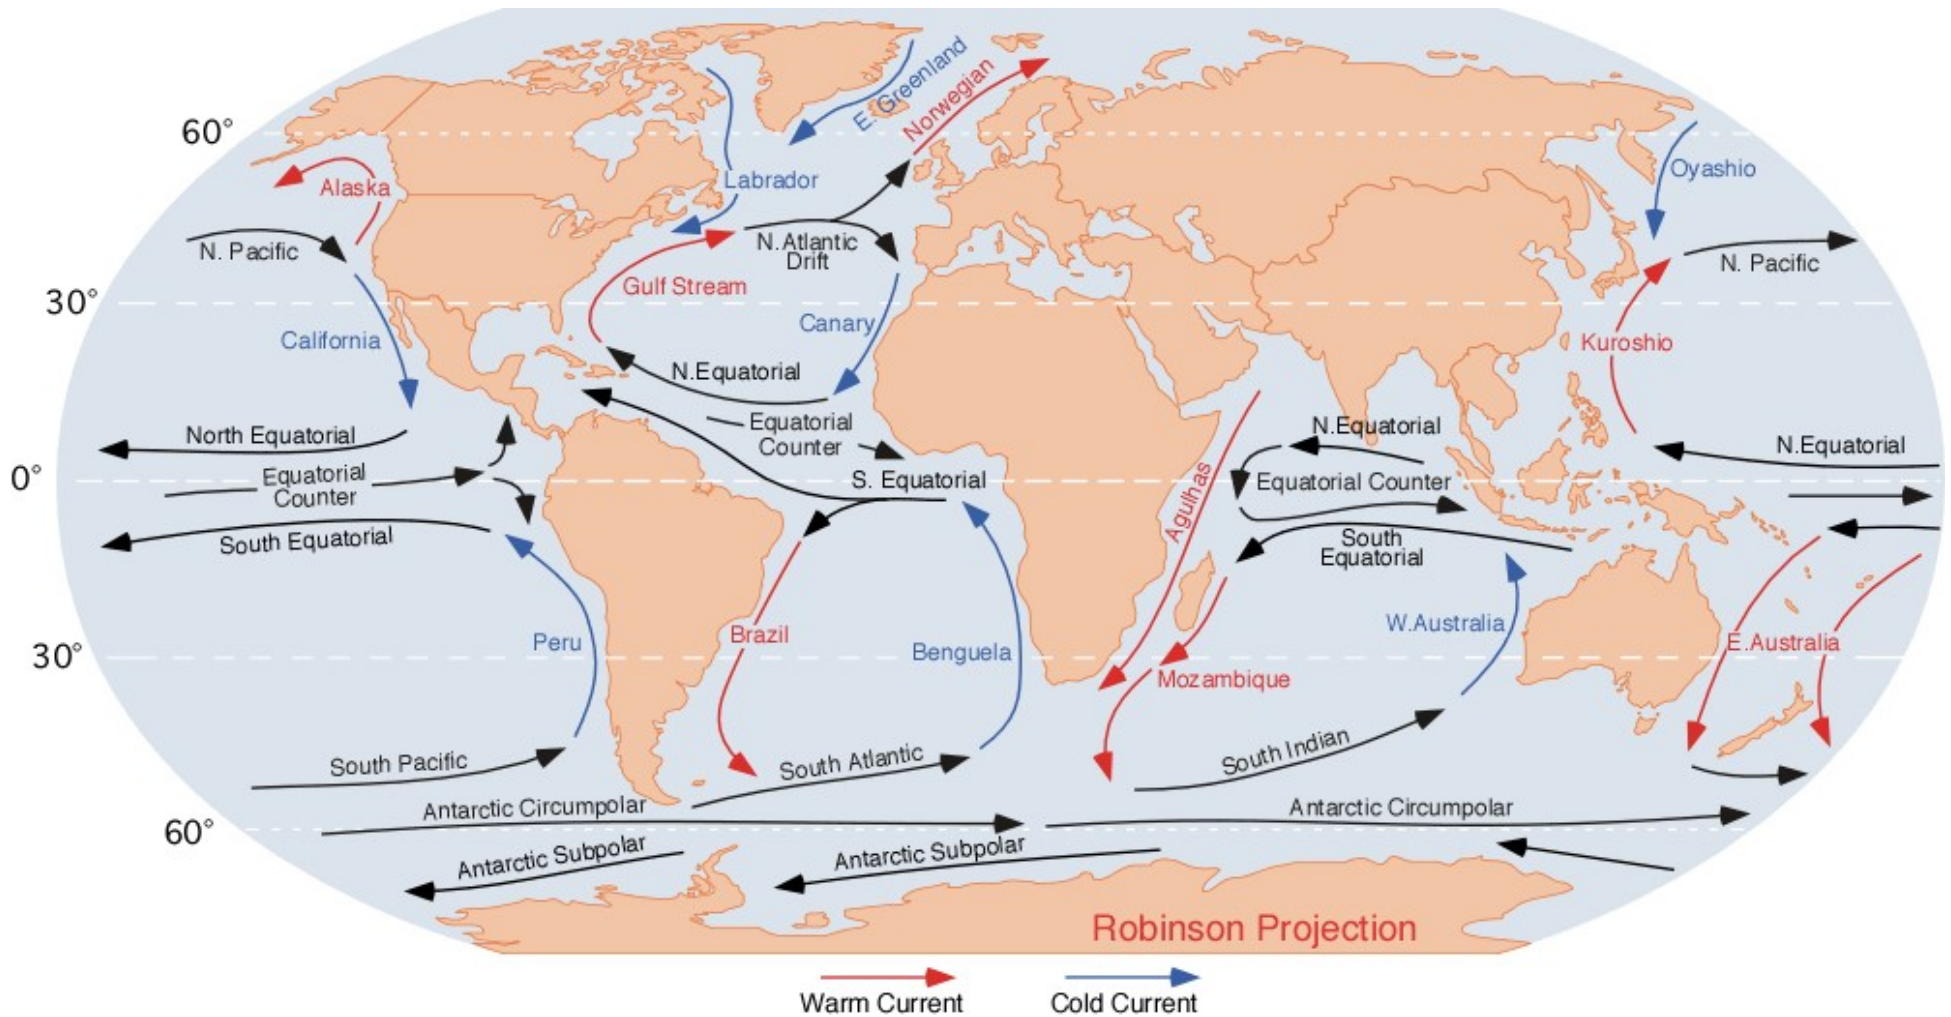 60°
30°
0°
30°
60°
E. Greenland
Norwegian
Labrador
Alaska
N. Pacific
N.Atlantic
Drift
Gulf Stream
California
Canary
N.Equatorial
Equatorial
Counter
North Equatorial
Equatorial
Counter
South Equatorial
S. Equatorial
Peru
Brazil
Benguela
South Pacific
South Atlantic
Antarctic Circumpolar
Antarctic Subpolar
Antarctic Subpolar
Oyashio
N. Pacific
Kuroshio
N.Equatorial
N.Equatorial
Equatorial Counter
South
Equatorial
Agulhas
Mozambique
W.Australia
E.Australia
South Indian
Antarctic Circumpolar
Robinson Projection
Warm Current
Cold Current